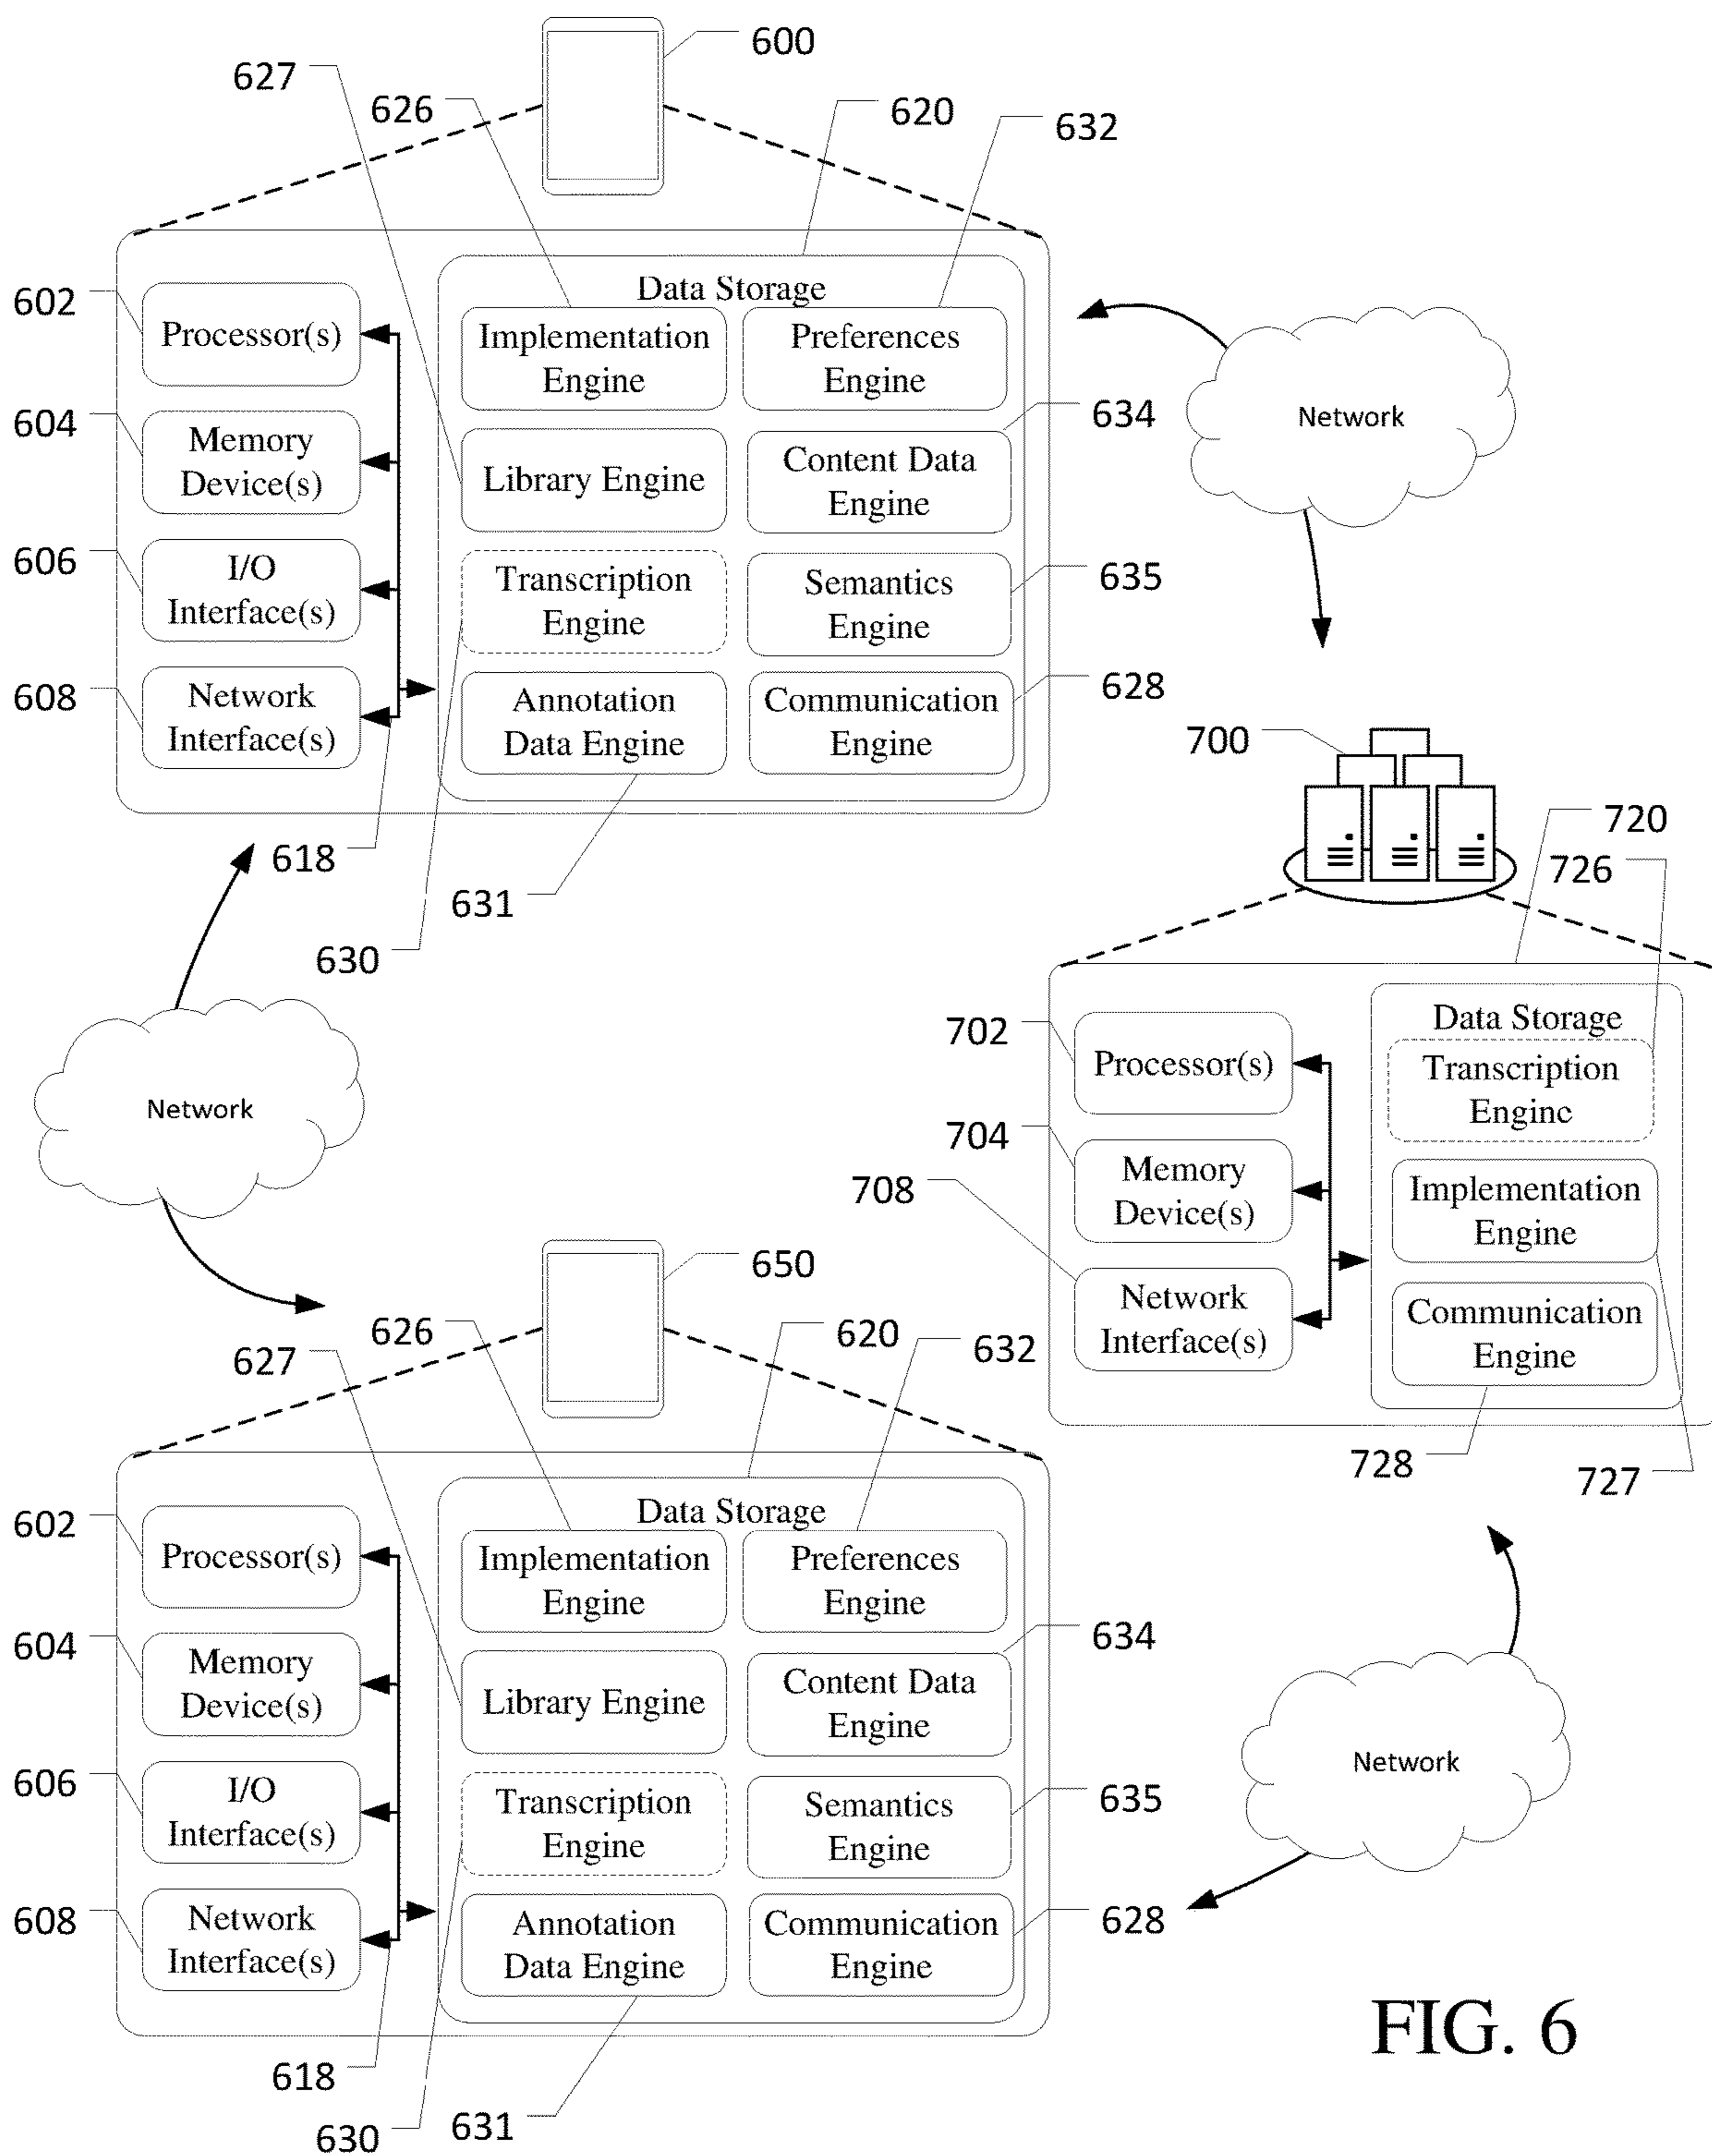 600
627
626
620
632
602
Data Storage
Processor(s)
Implementation
Engine
Preferences
Engine
604
Memory
Device(s)
Library Engine
Content Data
Engine
634
Network
606
I/O
Interface(s)
Transcription
Engine
Semantics
Engine
635
608
Network
Interface(s)
Annotation
Data Engine
Communication
Engine
628
618
631
630
700
720
726
Network
702
Processor(s)
Data Storage
Transcription
Engine
704
Memory
Device(s)
Implementation
Engine
708
Network
Interface(s)
Communication
Engine
728
727
650
627
626
620
632
602
Data Storage
Processor(s)
Implementation
Engine
Preferences
Engine
604
Memory
Device(s)
Library Engine
Content Data
Engine
634
Network
606
I/O
Interface(s)
Transcription
Engine
Semantics
Engine
635
608
Network
Interface(s)
Annotation
Data Engine
Communication
Engine
628
618
631
630
FIG. 6